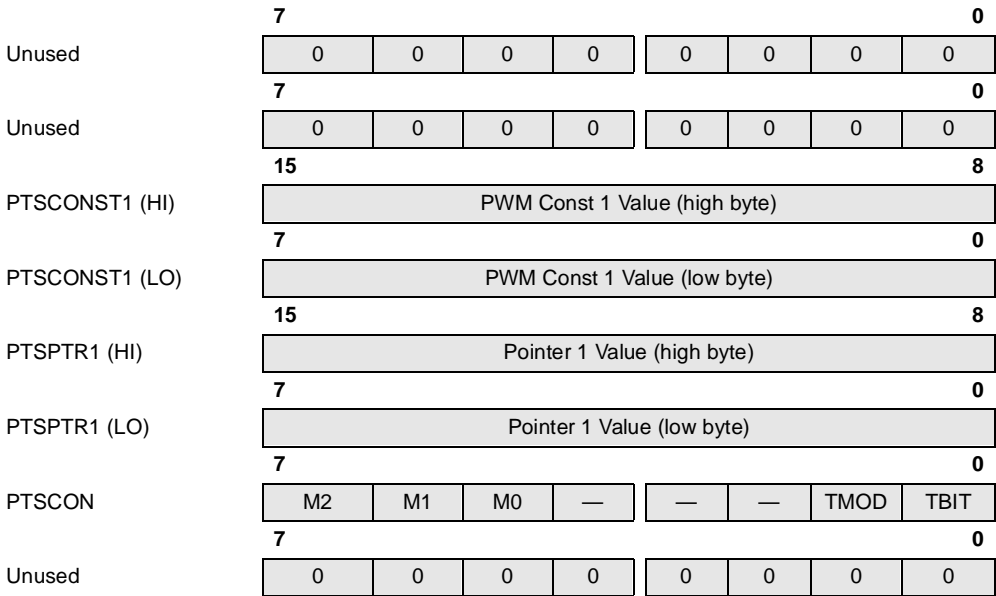 7 0
Unused 0 0 0 0 0 0 0 0
7 0
Unused 0 0 0 0 0 0 0 0
15 8
PTSCONST1 (HI) PWM Const 1 Value (high byte)
7 0
PTSCONST1 (LO) PWM Const 1 Value (low byte)
15 8
PTSPTR1 (HI) Pointer 1 Value (high byte)
7 0
PTSPTR1 (LO) Pointer 1 Value (low byte)
7 0
PTSCON M2 M1 M0 — — — TMOD TBIT
7 0
Unused 0 0 0 0 0 0 0 0